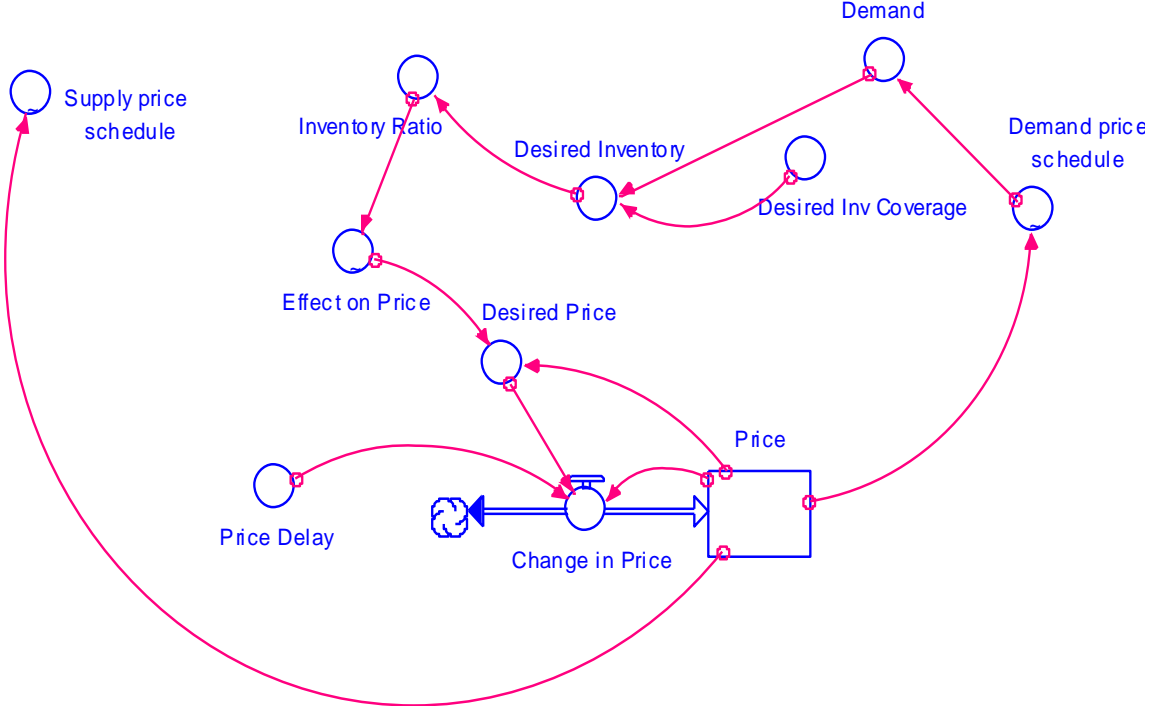 Demand
Supply price
schedule
Inventory Ratio
Demand price
schedule
Desired Inventory
Desired Inv Coverage
Effect on Price
Desired Price
Price
Price Delay
Change in Price